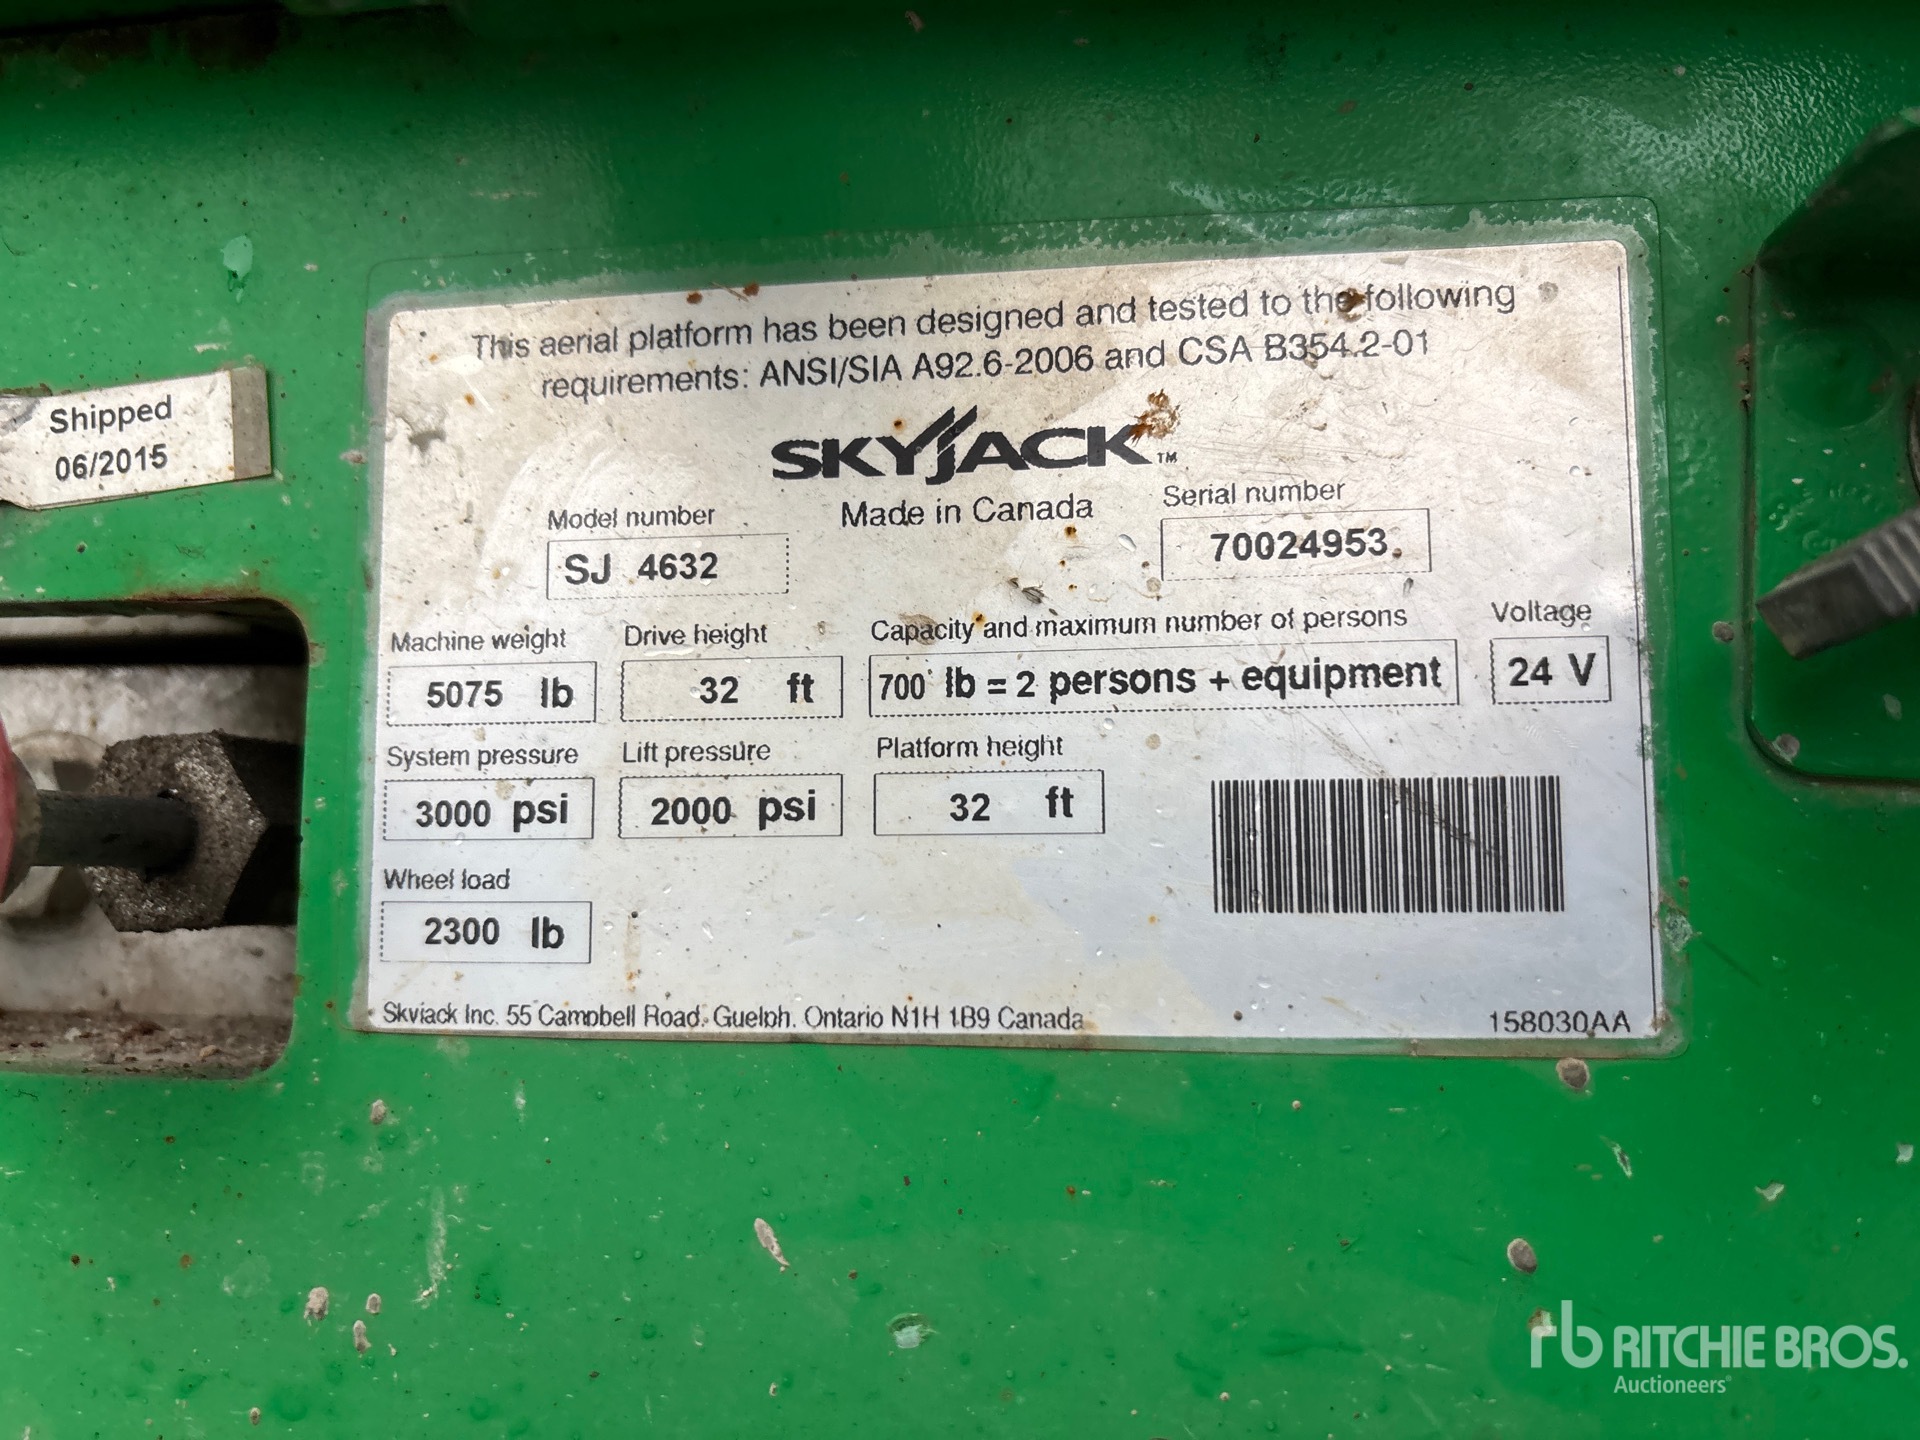 This aerial platform has been designed and tested to the following
requirements: ANSI/SIA A92.6-2006 and CSA B354.2-01
SKYJACK™
Made in Canada
Shipped
06/2015
Model number
SJ 4632
Serial number
70024953
Machine weight
5075 lb
Drive height
32 ft
Capacity and maximum number of persons
700 lb = 2 persons + equipment
Voltage
24 V
System pressure
3000 psi
Lift pressure
2000 psi
Platform height
32 ft
Wheel load
2300 lb
Skyjack Inc. 55 Campbell Road, Guelph, Ontario N1H 1B9 Canada
158030AA
rb RITCHIE BROS.
Auctioneers